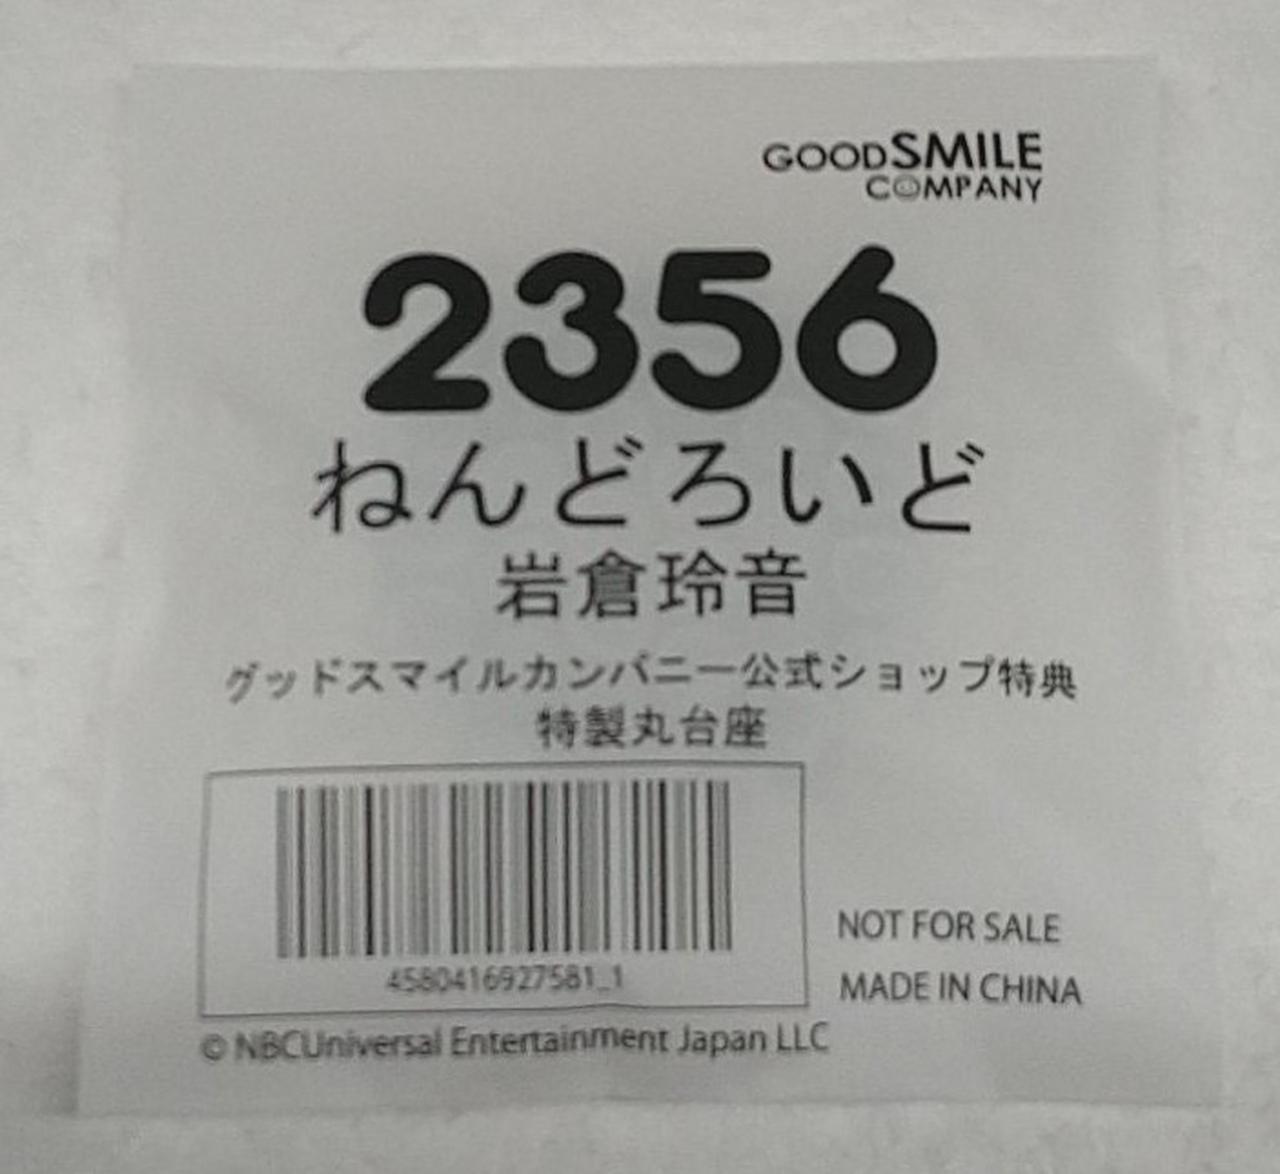 GOODSMILE
COMPANY
2356
ねんどろいど
岩倉玲音
グッドスマイルカンパニー公式ショップ特典
特製丸台座
4580416927581_1
NOT FOR SALE
MADE IN CHINA
© NBCUniversal Entertainment Japan LLC